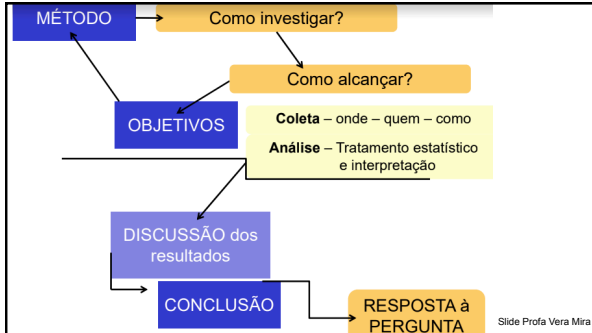 MÉTODO
Como investigar?
Como alcançar?
OBJETIVOS
Coleta – onde – quem – como
Análise – Tratamento estatístico
e interpretação
DISCUSSÃO dos
resultados
CONCLUSÃO
RESPOSTA à
PERGUNTA
Slide Profa Vera Mira